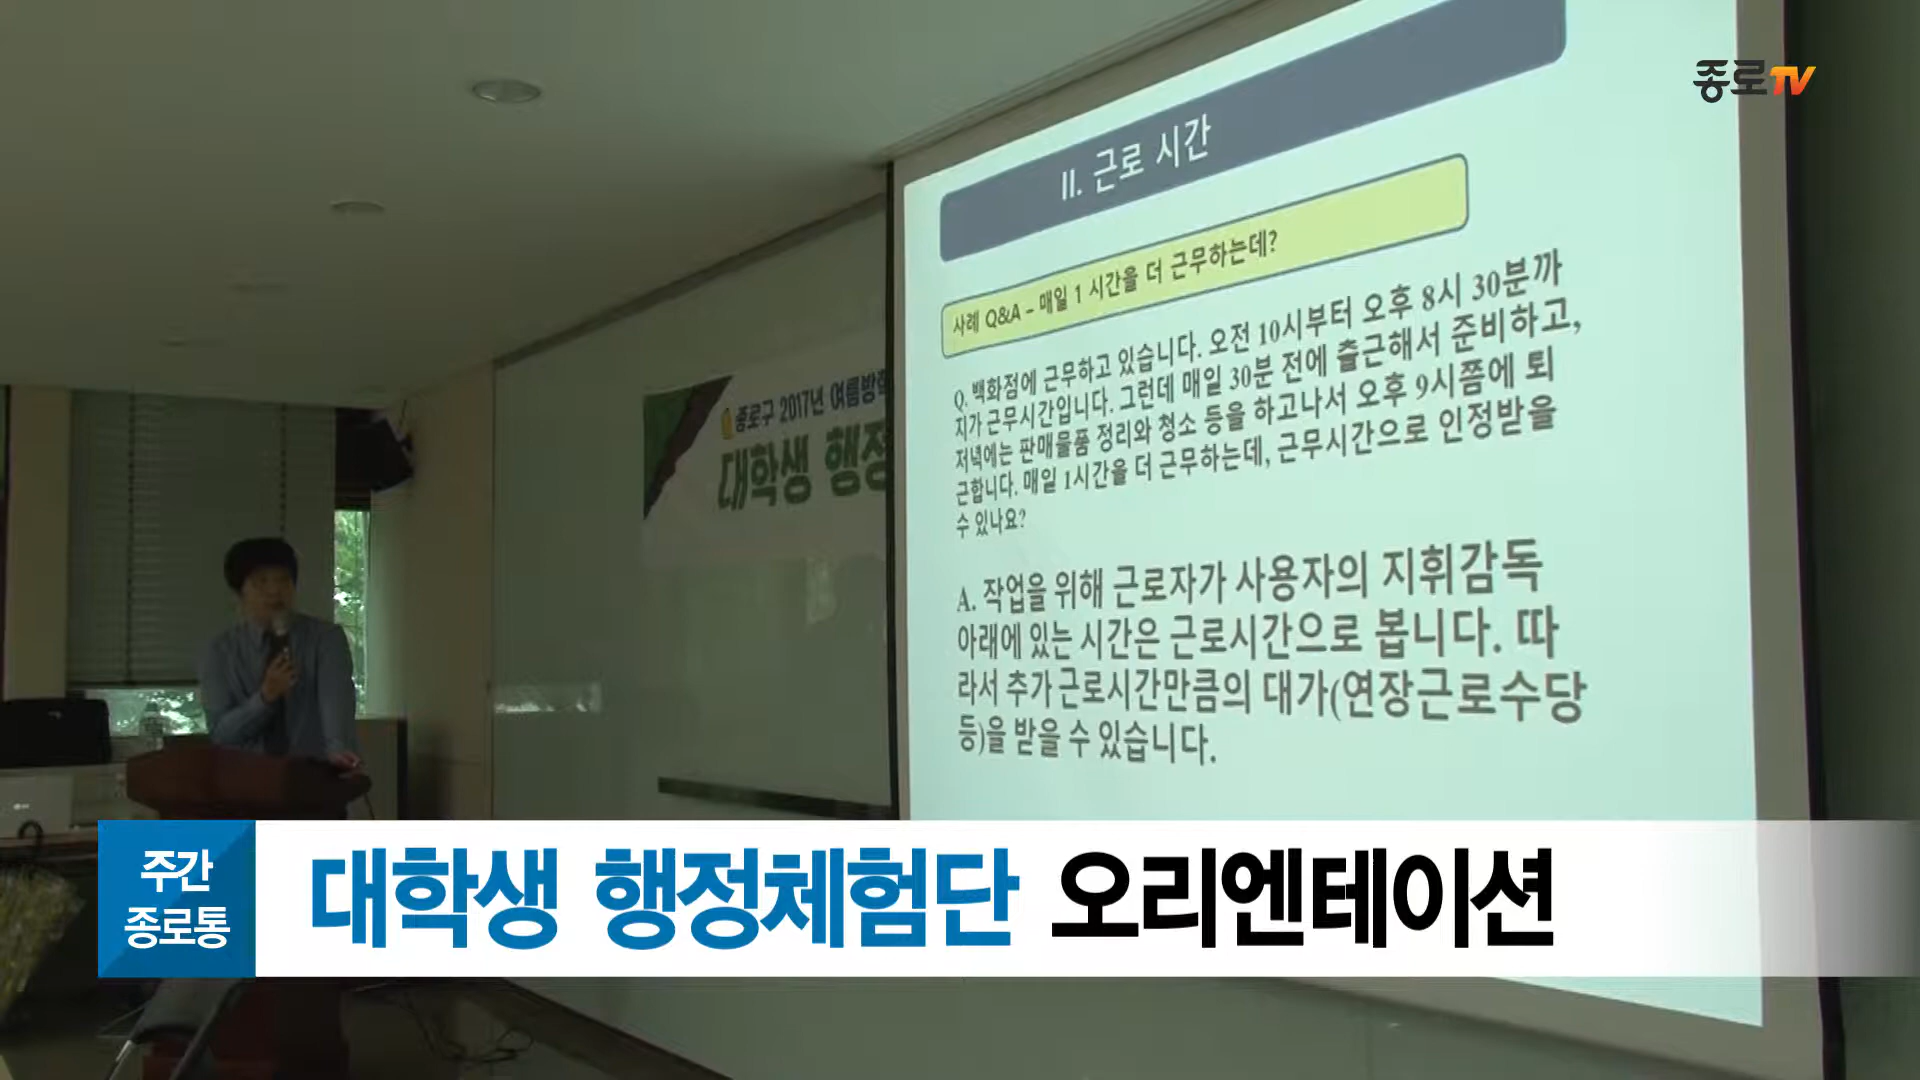 종로TV
II. 근로 시간
사례 Q&A – 매일 1 시간을 더 근무하는데?
Q. 백화점에 근무하고 있습니다. 오전 10시부터 오후 8시 30분까
지가 근무시간입니다. 그런데 매일 30분 전에 출근해서 준비하고,
저녁에는 판매물품 정리와 청소 등을 하고나서 오후 9시쯤에 퇴
근합니다. 매일 1시간을 더 근무하는데, 근무시간으로 인정받을
수 있나요?
A. 작업을 위해 근로자가 사용자의 지휘감독
아래에 있는 시간은 근로시간으로 봅니다. 따
라서 추가 근로시간만큼의 대가(연장근로수당
등)을 받을 수 있습니다.
종로구 2017년 여름방학
대학생 행정
주간
종로통
대학생 행정체험단 오리엔테이션